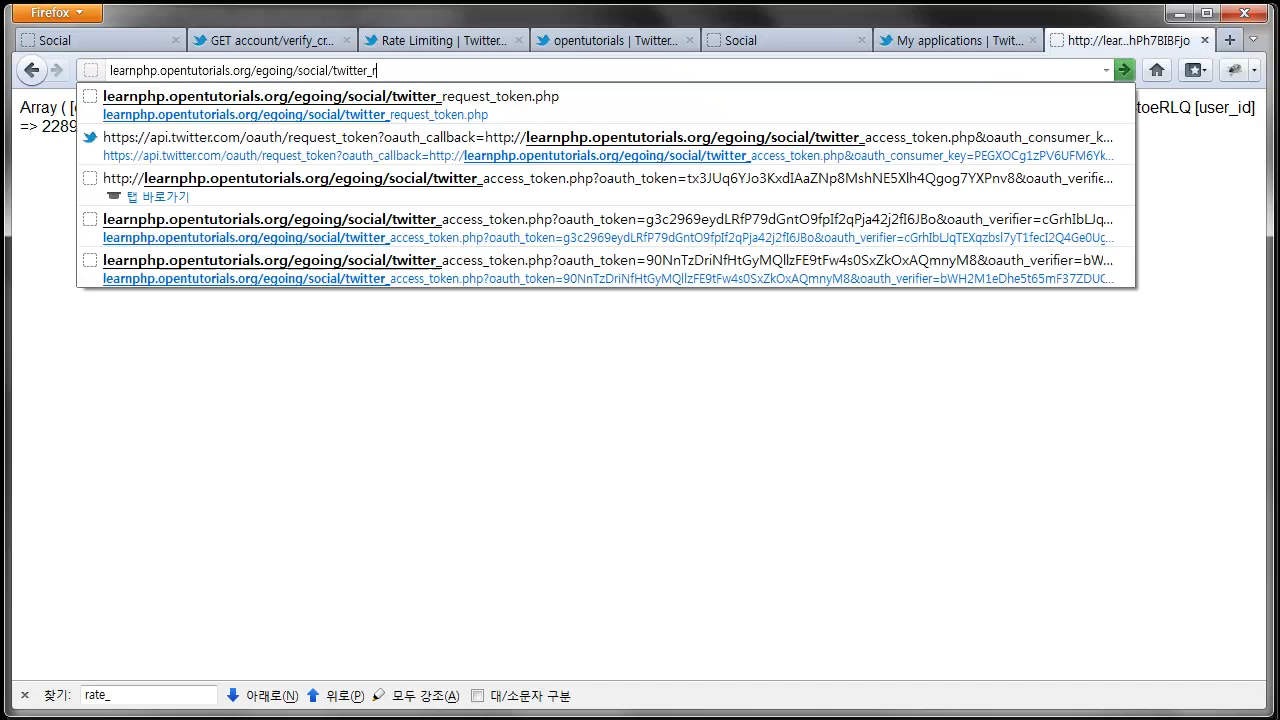 Firefox
Social
GET account/verify_cr...
Rate Limiting | Twitter...
opentutorials | Twitter...
Social
My applications | Twit...
http://lear...hPh7BIBFjo
learnphp.opentutorials.org/egoing/social/twitter_r
Array ( [
toeRLQ [user_id]
=> 2289
learnphp.opentutorials.org/egoing/social/twitter_request_token.php
learnphp.opentutorials.org/egoing/social/twitter_request_token.php
https://api.twitter.com/oauth/request_token?oauth_callback=http://learnphp.opentutorials.org/egoing/social/twitter_access_token.php&oauth_consumer_k...
https://api.twitter.com/oauth/request_token?oauth_callback=http://learnphp.opentutorials.org/egoing/social/twitter_access_token.php&oauth_consumer_key=PEGXOCg1zPV6UFM6Yk...
http://learnphp.opentutorials.org/egoing/social/twitter_access_token.php?oauth_token=tx3JUq6YJo3KxdIAaZNp8MshNE5Xlh4Qgog7YXPnv8&oauth_verifie...
탭 바로가기
learnphp.opentutorials.org/egoing/social/twitter_access_token.php?oauth_token=g3c2969eydLRfP79dGntO9fpIf2qPja42j2fI6JBo&oauth_verifier=cGrhIbLJq...
learnphp.opentutorials.org/egoing/social/twitter_access_token.php?oauth_token=g3c2969eydLRfP79dGntO9fpIf2qPja42j2fI6JBo&oauth_verifier=cGrhIbLJqTEXqzbsl7yT1fecI2Q4Ge0Ug...
learnphp.opentutorials.org/egoing/social/twitter_access_token.php?oauth_token=90NnTzDriNfHtGyMQllzFE9tFw4s0SxZkOxAQmnyM8&oauth_verifier=bW...
learnphp.opentutorials.org/egoing/social/twitter_access_token.php?oauth_token=90NnTzDriNfHtGyMQllzFE9tFw4s0SxZkOxAQmnyM8&oauth_verifier=bWH2M1eDhe5t65mF37ZDUC...
찾기: rate_ 아래로(N) 위로(P) 모두 강조(A) 대/소문자 구분